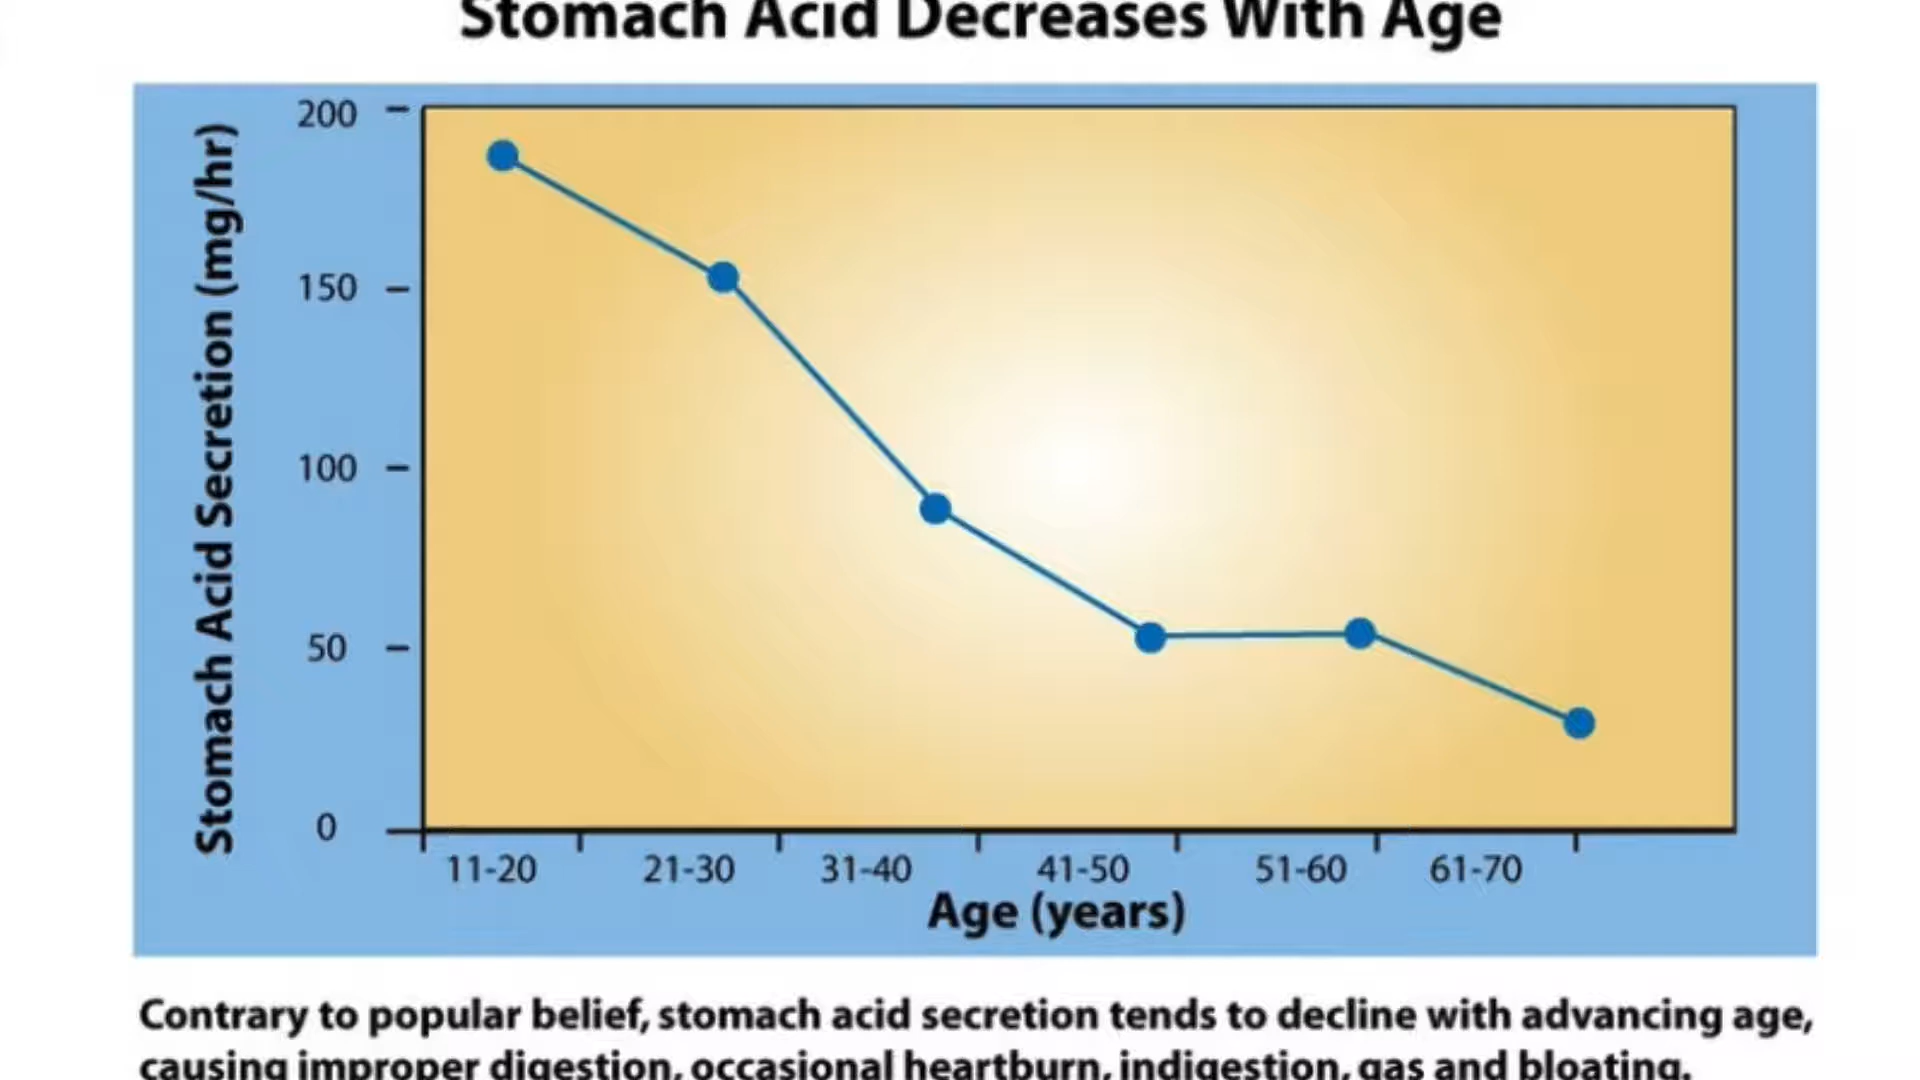 Stomach Acid Decreases With Age
Stomach Acid Secretion (mg/hr)
200
150
100
50
0
11-20 21-30 31-40 41-50 51-60 61-70
Age (years)
Contrary to popular belief, stomach acid secretion tends to decline with advancing age,
causing improper digestion, occasional heartburn, indigestion, gas and bloating.